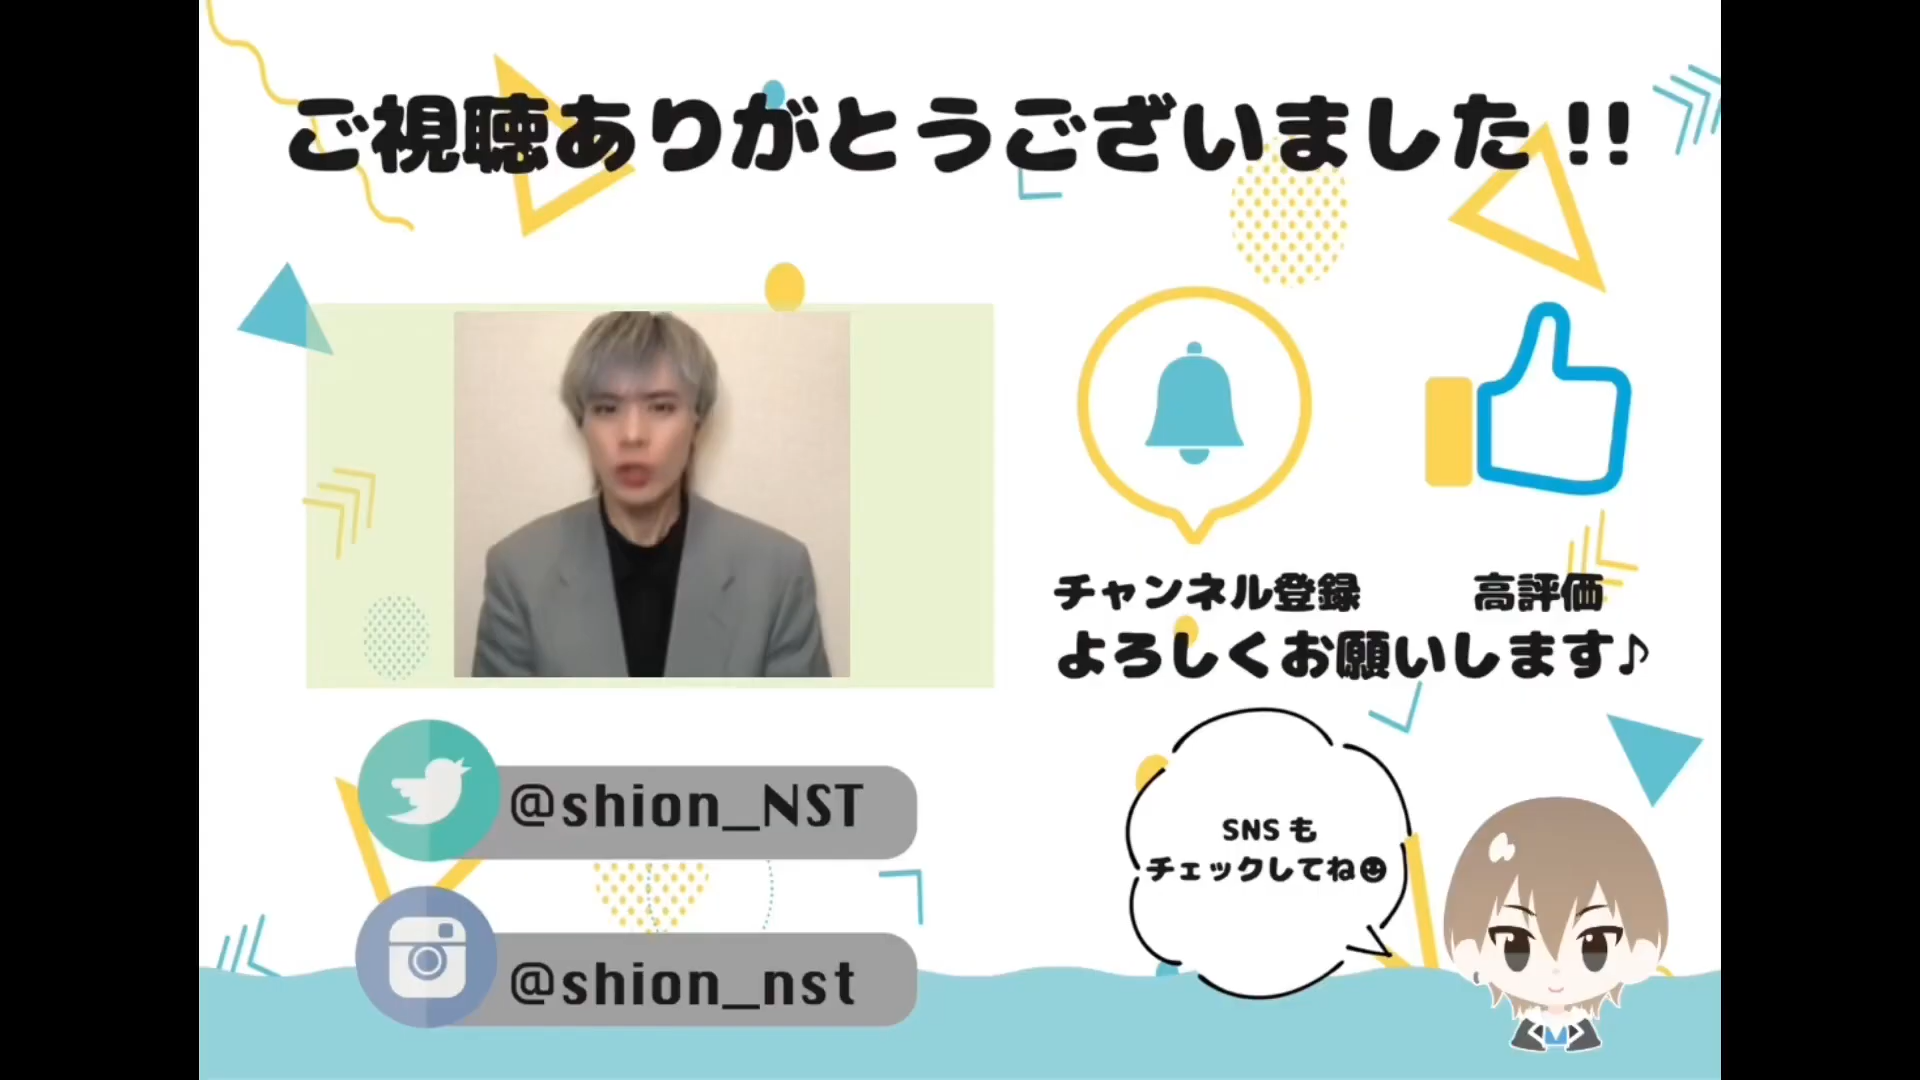 ご視聴ありがとうございました!!
チャンネル登録
高評価
よろしくお願いします♪
@shion_NST
@shion_nst
SNSも
チェックしてね☻